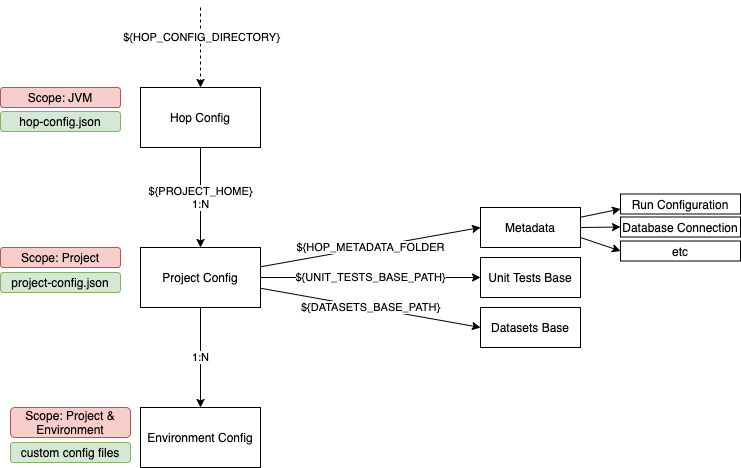 ${HOP_CONFIG_DIRECTORY}
Scope: JVM
hop-config.json
Hop Config
${PROJECT_HOME}
1:N
Scope: Project
project-config.json
Project Config
${HOP_METADATA_FOLDER
${UNIT_TESTS_BASE_PATH}
${DATASETS_BASE_PATH}
Metadata
Unit Tests Base
Datasets Base
Run Configuration
Database Connection
etc
1:N
Scope: Project &
Environment
custom config files
Environment Config